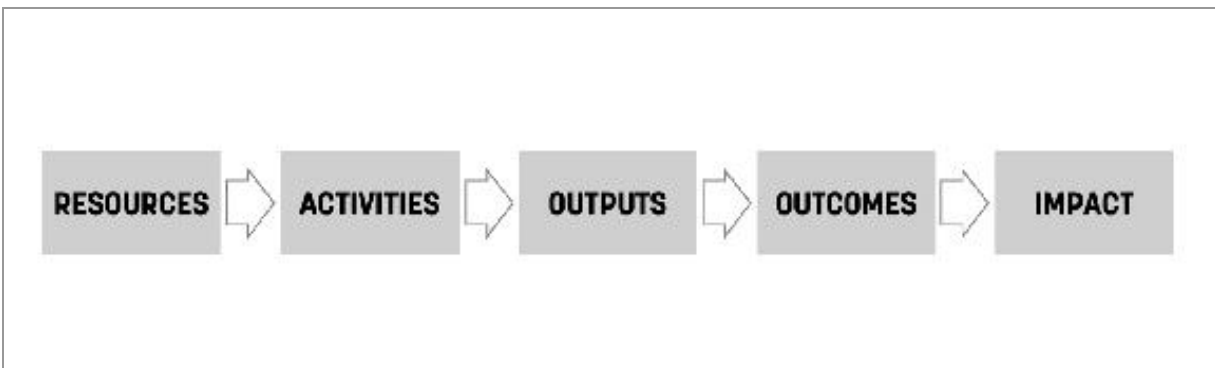 RESOURCES
ACTIVITIES
OUTPUTS
OUTCOMES
IMPACT